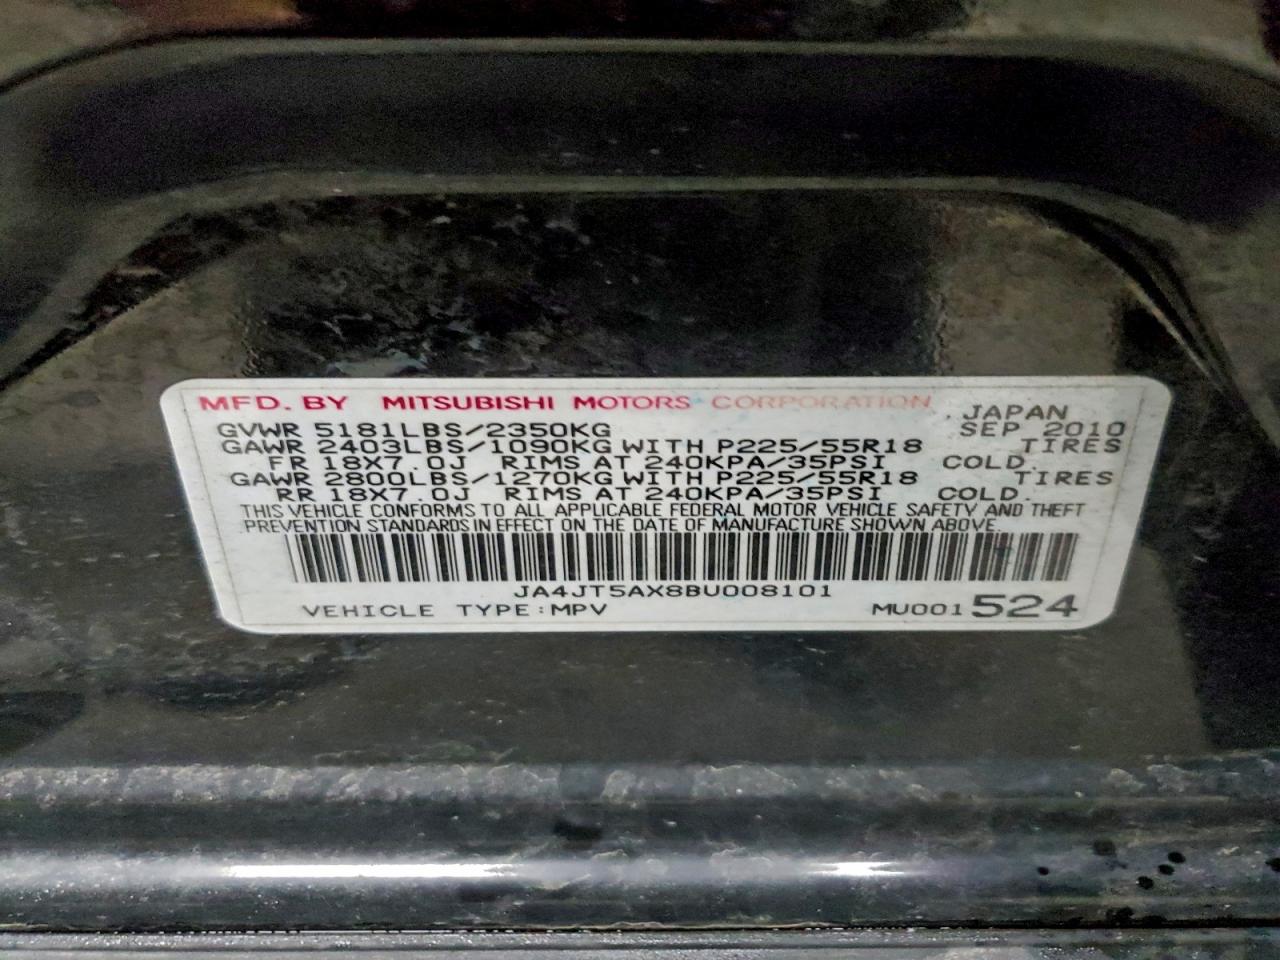 MFD. BY MITSUBISHI MOTORS CORPORATION JAPAN
GVWR 5181LBS/2350KG SEP 2010
GAWR 2403LBS/1090KG WITH P225/55R18 TIRES
FR 18X7.0J RIMS AT 240KPA/35PSI COLD.
GAWR 2800LBS/1270KG WITH P225/55R18 TIRES
RR 18X7.0J RIMS AT 240KPA/35PSI COLD.
THIS VEHICLE CONFORMS TO ALL APPLICABLE FEDERAL MOTOR VEHICLE SAFETY AND THEFT
PREVENTION STANDARDS IN EFFECT ON THE DATE OF MANUFACTURE SHOWN ABOVE.
JA4JT5AX8BU008101
VEHICLE TYPE:MPV MU001524